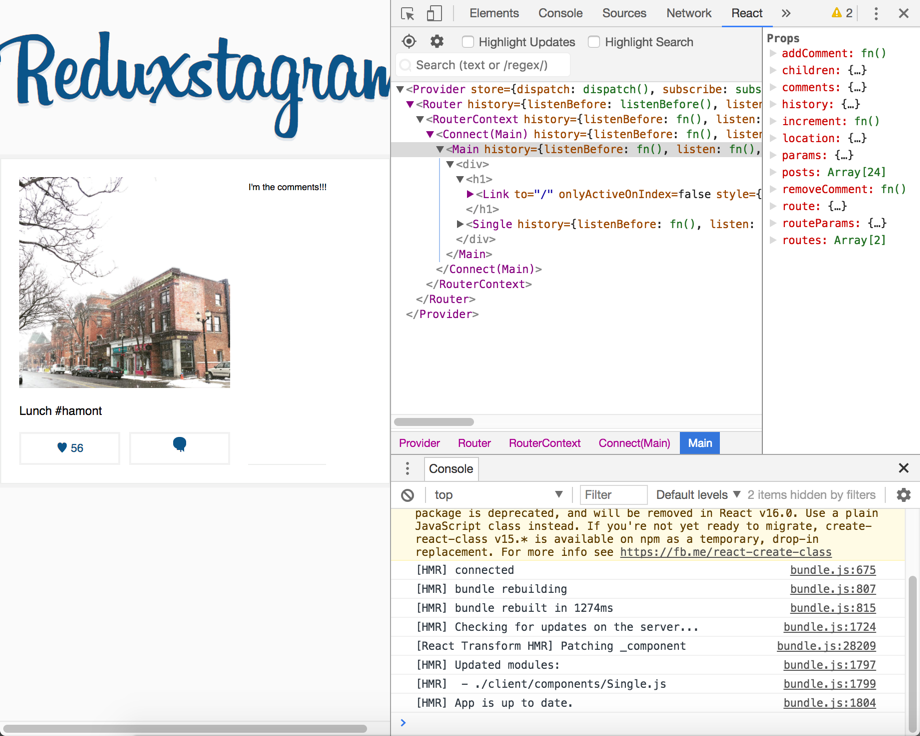 Reduxstagram
I'm the comments!!!
Lunch #hamont
56
Elements Console Sources Network React » 2
Highlight Updates Highlight Search
Search (text or /regex/)
<Provider store={dispatch: dispatch(), subscribe: subs
<Router history={listenBefore: listenBefore(), listen
<RouterContext history={listenBefore: fn(), listen:
<Connect(Main) history={listenBefore: fn(), listen
<Main history={listenBefore: fn(), listen: fn(),
<div>
<h1>
<Link to="/" onlyActiveOnIndex=false style={
</h1>
<Single history={listenBefore: fn(), listen:
</div>
</Main>
</Connect(Main)>
</RouterContext>
</Router>
</Provider>
Provider Router RouterContext Connect(Main) Main
Props
addComment: fn()
children: {…}
comments: {…}
history: {…}
increment: fn()
location: {…}
params: {…}
posts: Array[24]
removeComment: fn()
route: {…}
routeParams: {…}
routes: Array[2]
Console
top Filter Default levels 2 items hidden by filters
package is deprecated, and will be removed in React v16.0. Use a plain
JavaScript class instead. If you're not yet ready to migrate, create-
react-class v15.* is available on npm as a temporary, drop-in
replacement. For more info see https://fb.me/react-create-class
[HMR] connected bundle.js:675
[HMR] bundle rebuilding bundle.js:807
[HMR] bundle rebuilt in 1274ms bundle.js:815
[HMR] Checking for updates on the server... bundle.js:1724
[React Transform HMR] Patching _component bundle.js:28209
[HMR] Updated modules: bundle.js:1797
[HMR]  - ./client/components/Single.js bundle.js:1799
[HMR] App is up to date. bundle.js:1804